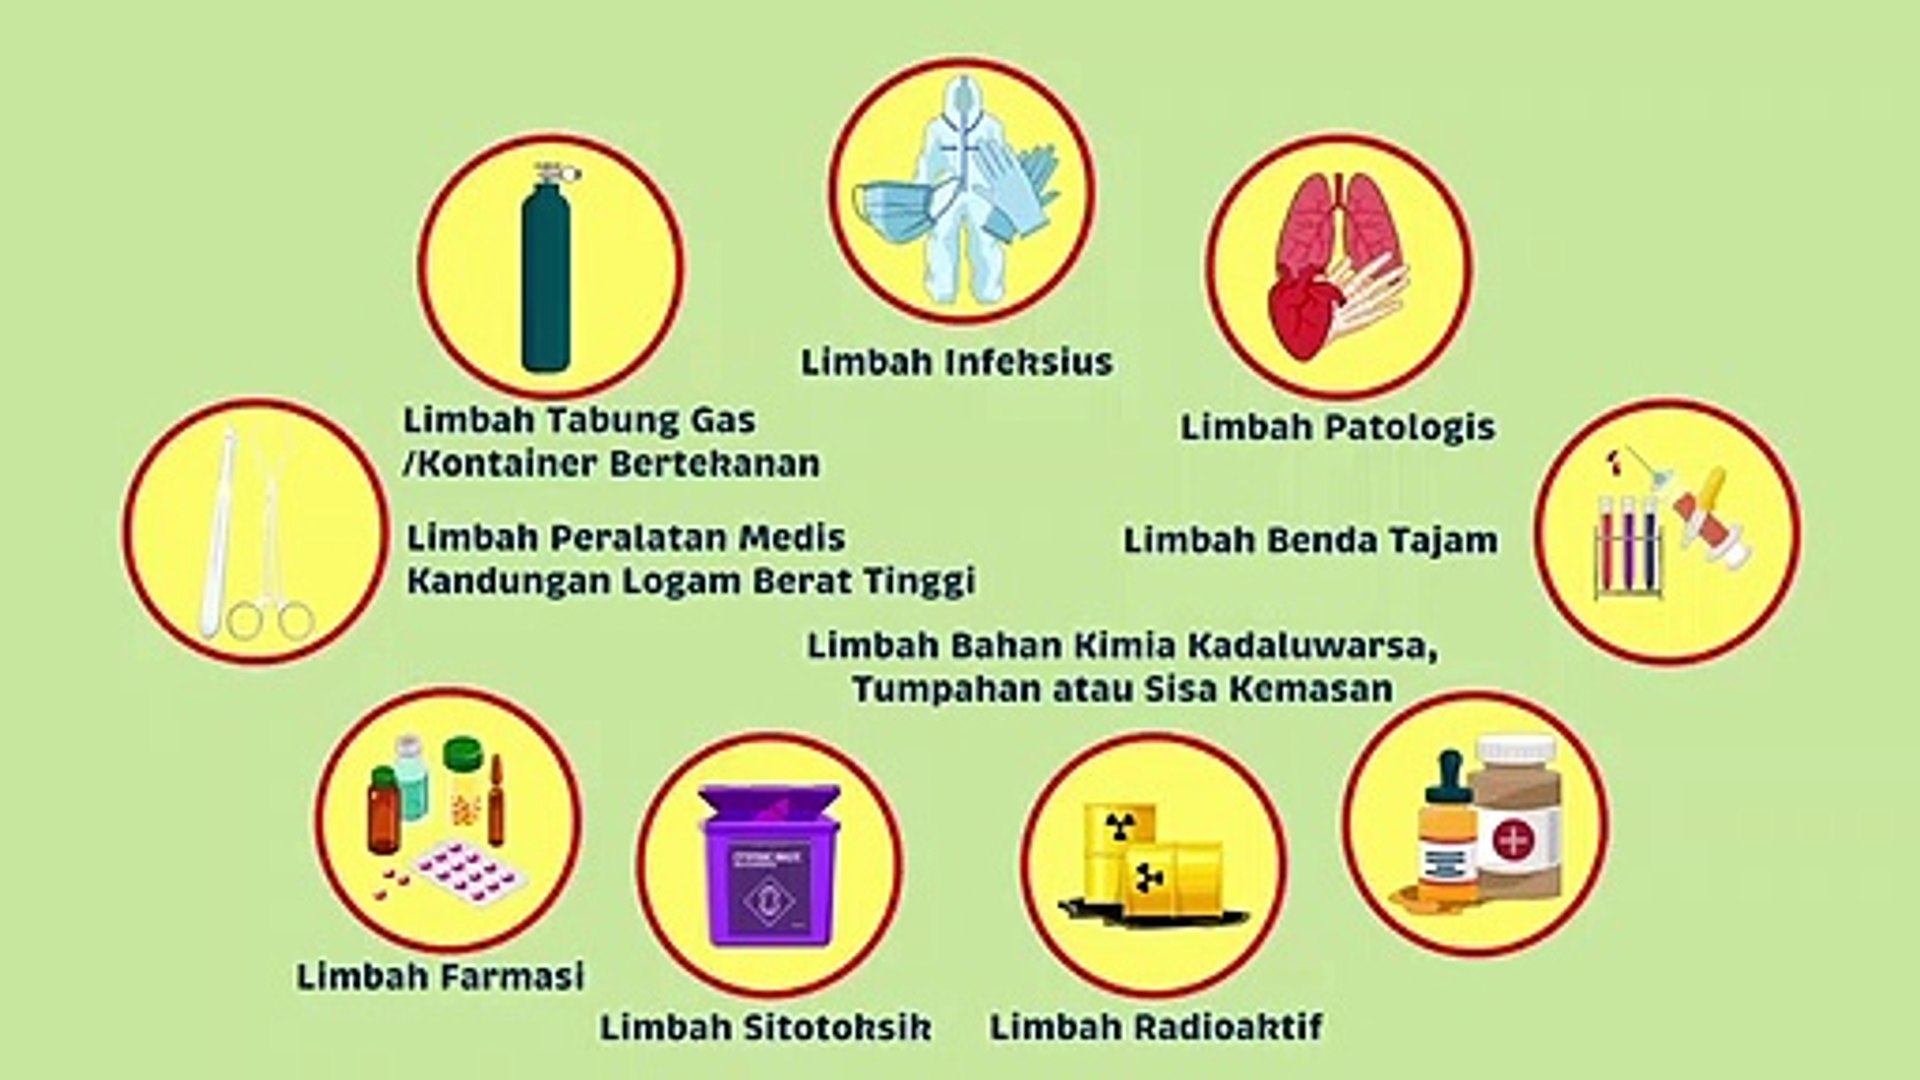 Limbah Infeksius
Limbah Tabung Gas
/Kontainer Bertekanan
Limbah Patologis
Limbah Peralatan Medis
Kandungan Logam Berat Tinggi
Limbah Benda Tajam
Limbah Bahan Kimia Kadaluwarsa,
Tumpahan atau Sisa Kemasan
Limbah Farmasi
Limbah Sitotoksik
Limbah Radioaktif